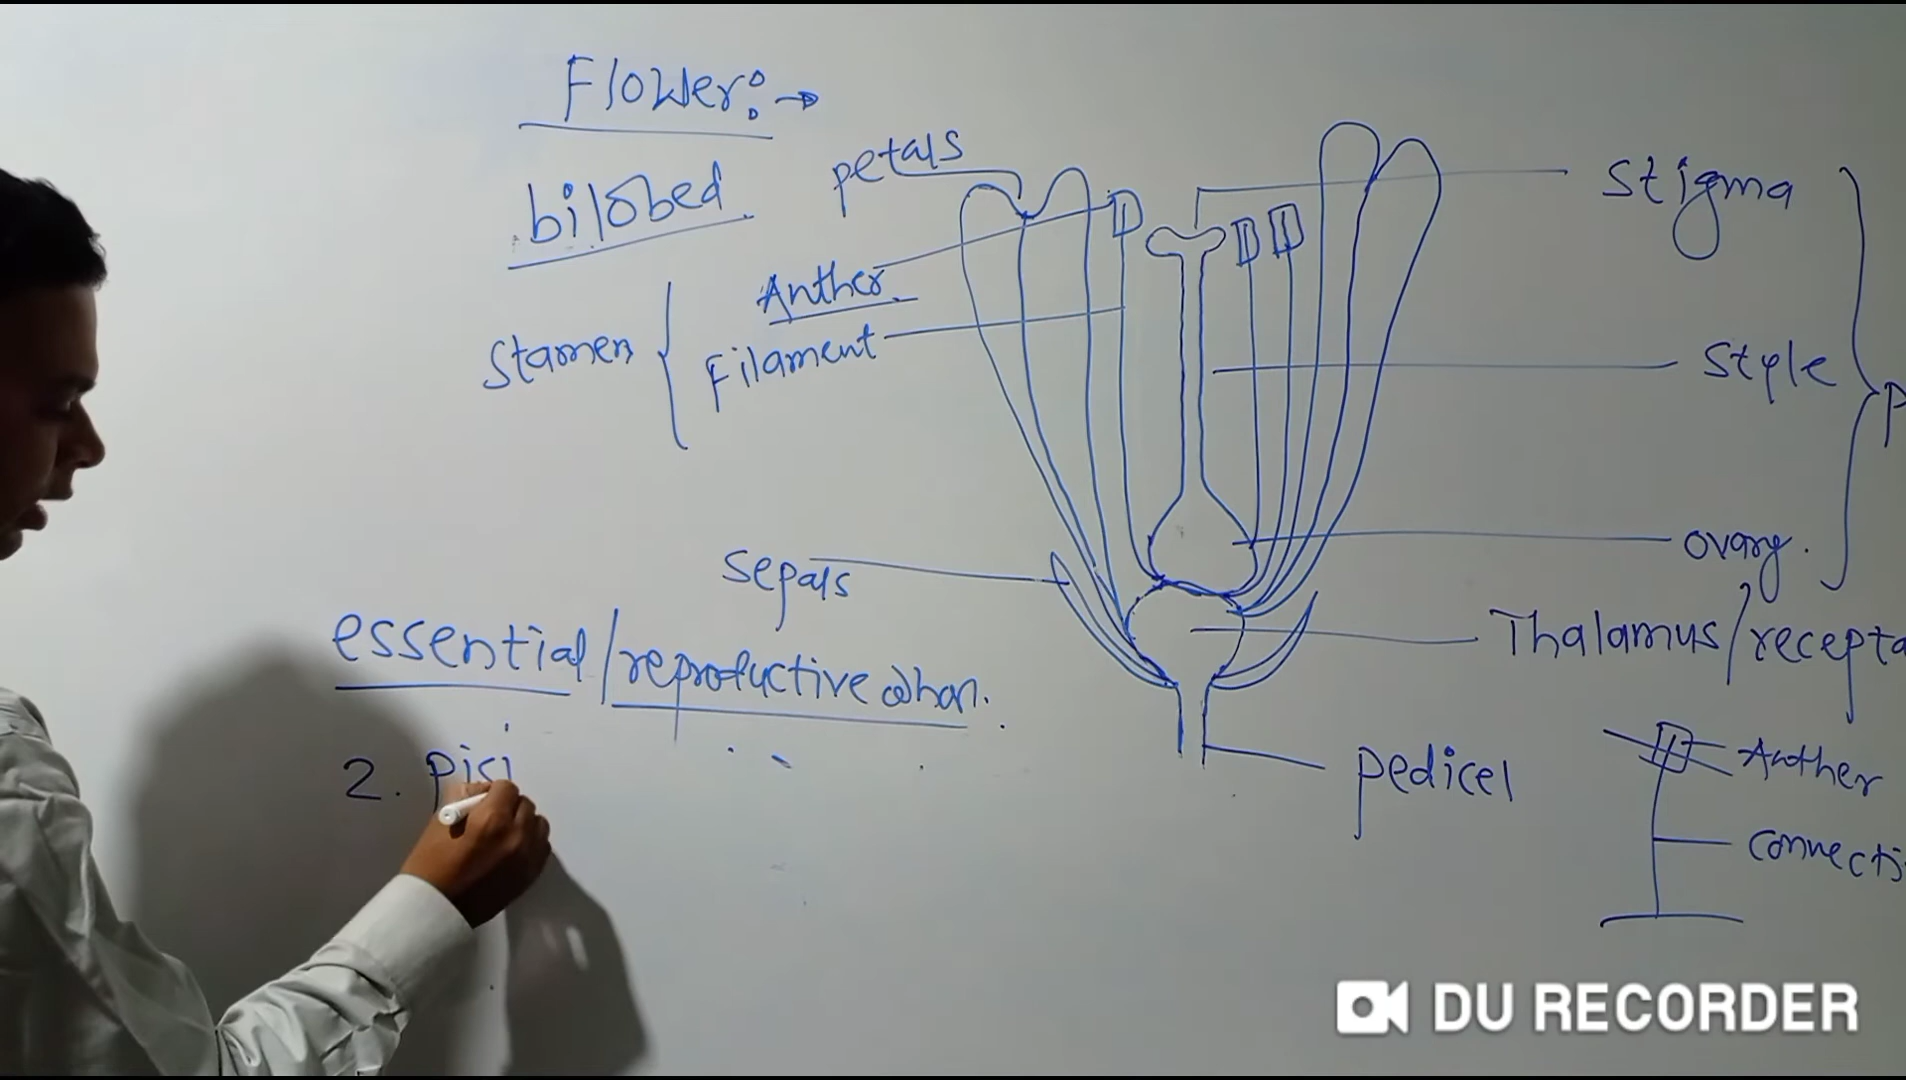 Flower:→
bilobed
petals
Anther
Filament
Stamen
Sepals
Stigma
Style
ovary.
Thalamus/recepta
pedicel
Anther
connecti
essential/reproductive
2. pisi
DU RECORDER